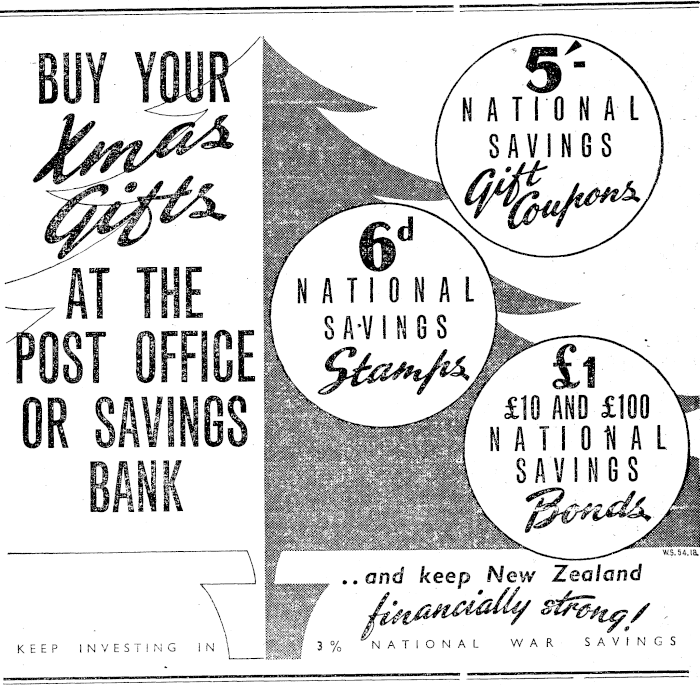 BUY YOUR
Xmas
Gifts
AT THE
POST OFFICE
OR SAVINGS
BANK
5'-
NATIONAL
SAVINGS
Gift
Coupons
6d
NATIONAL
SAVINGS
Stamps
£1
£10 AND £100
NATIONAL
SAVINGS
Bonds
W.S.54.18.
..and keep New Zealand
financially strong!
KEEP INVESTING IN 3% NATIONAL WAR SAVINGS